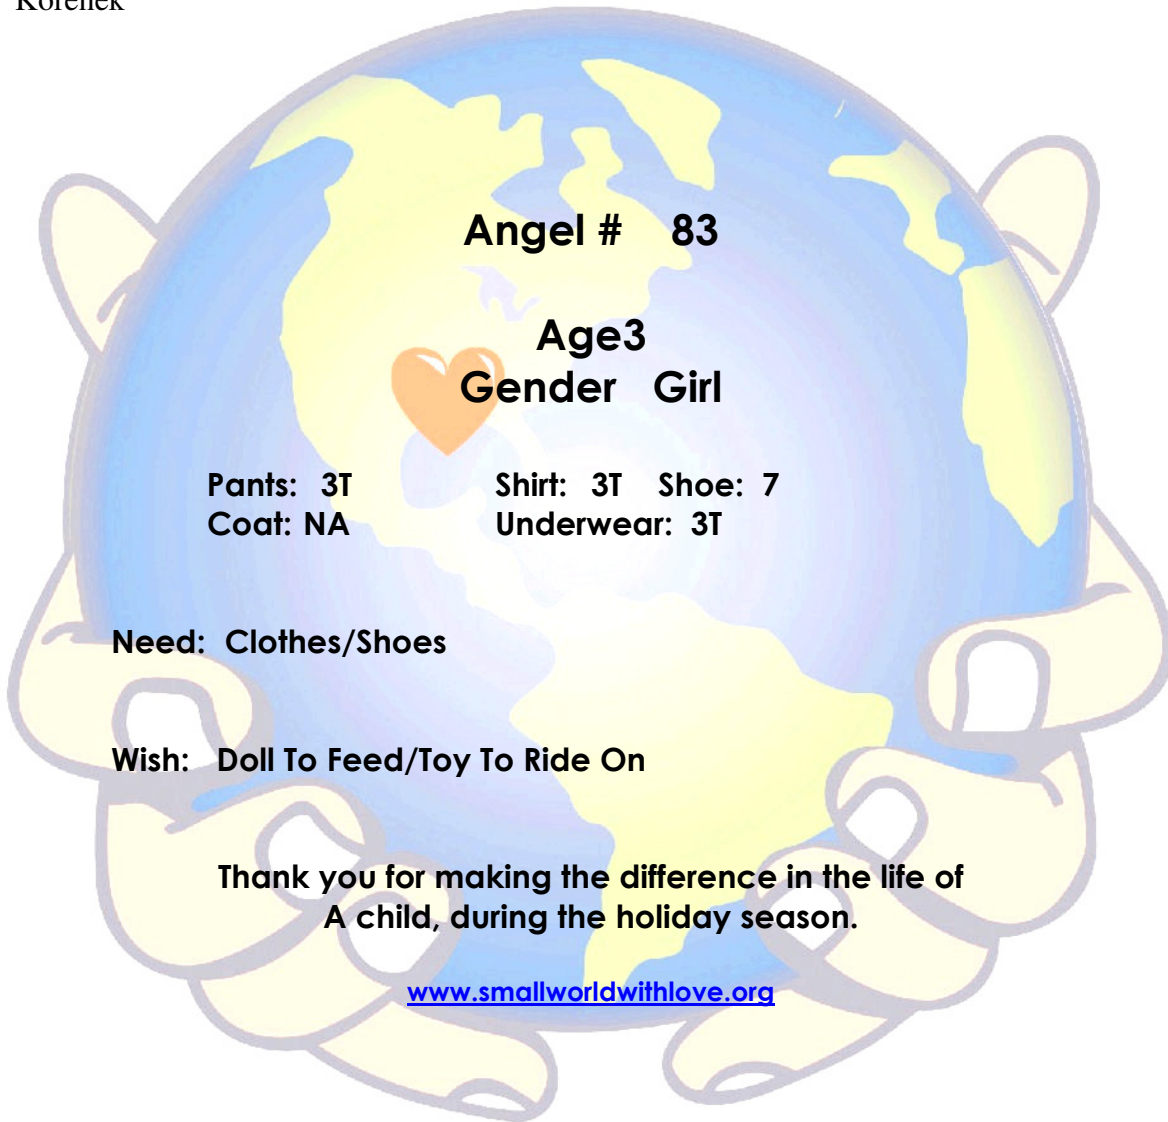 Korenek
Angel # 83
Age3
Gender Girl
Pants: 3T Shirt: 3T Shoe: 7
Coat: NA Underwear: 3T
Need: Clothes/Shoes
Wish: Doll To Feed/Toy To Ride On
Thank you for making the difference in the life of
A child, during the holiday season.
www.smallworldwithlove.org